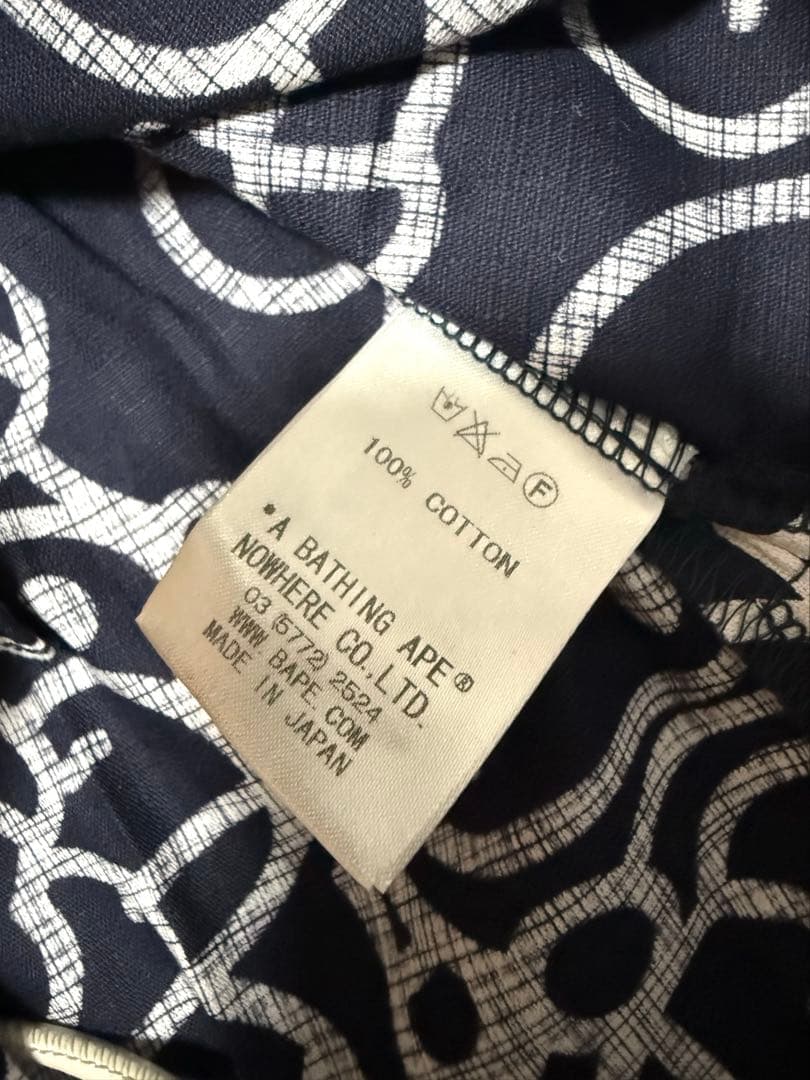 F
100% COTTON
•A BATHING APE®
NOWHERE CO.,LTD.
03 (5772) 2524
WWW BAPE.COM
MADE IN JAPAN